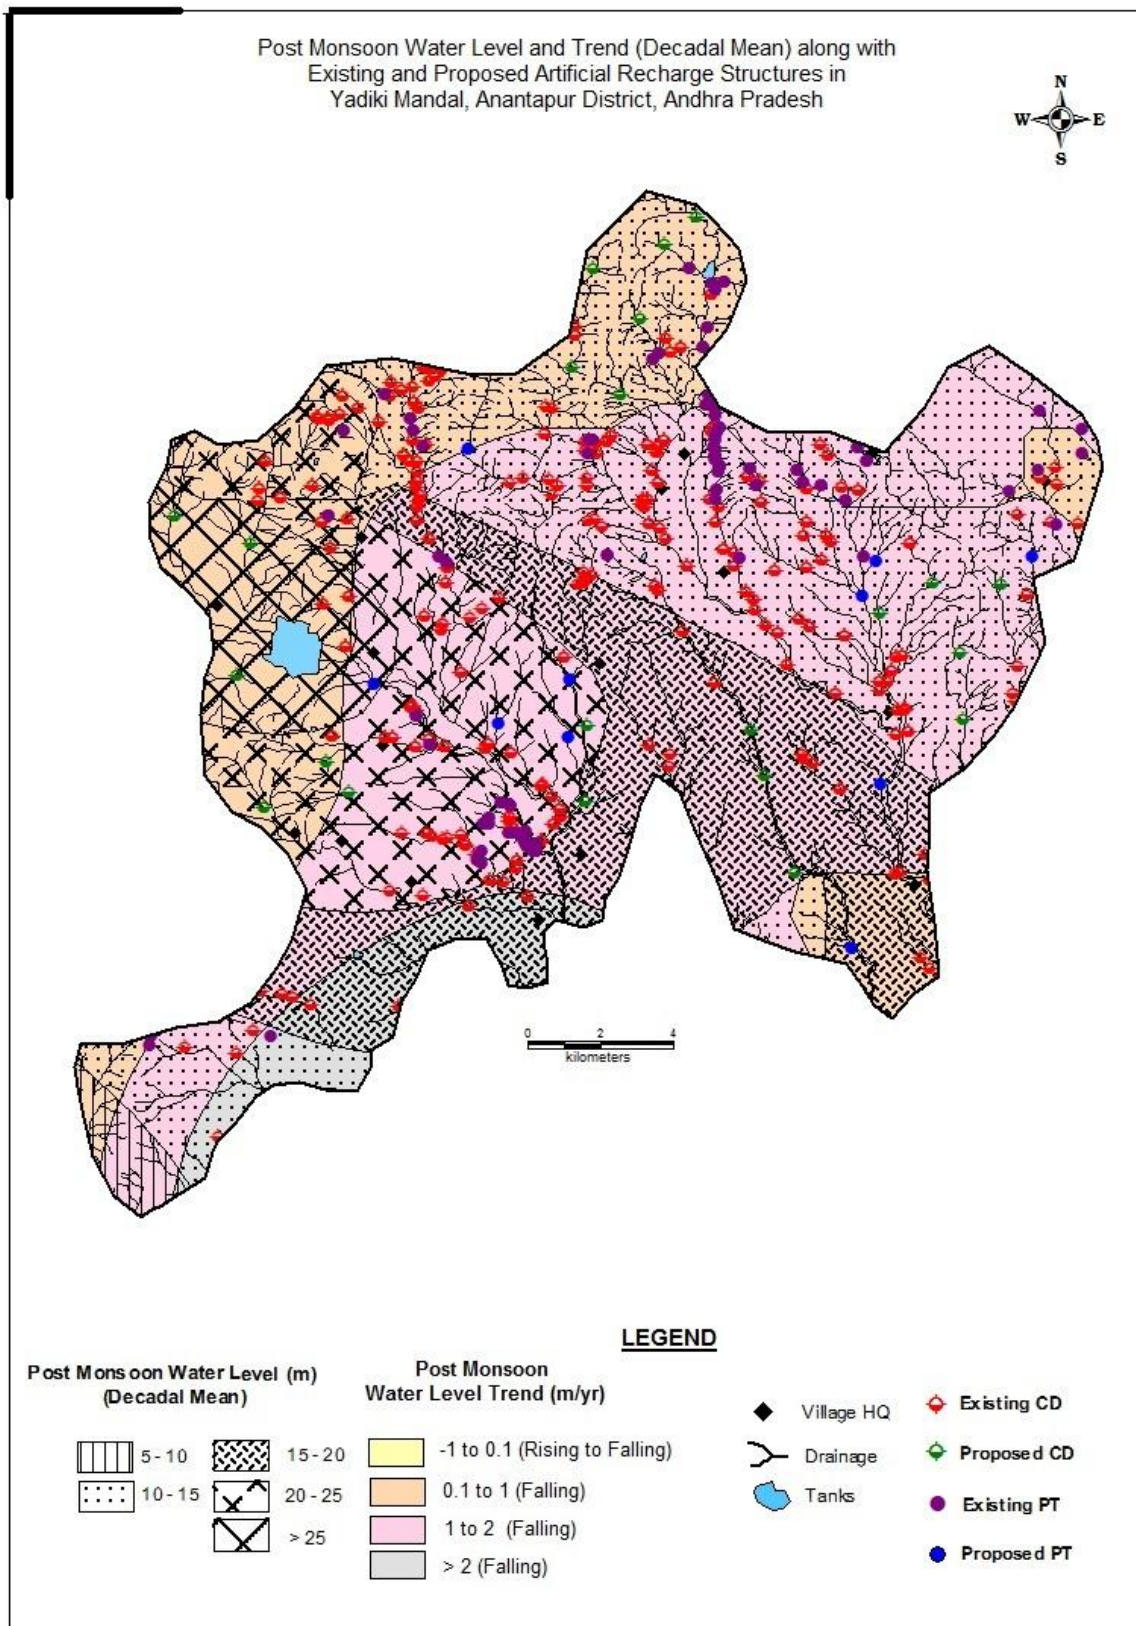 Post Monsoon Water Level and Trend (Decadal Mean) along with
Existing and Proposed Artificial Recharge Structures in
Yadiki Mandal, Anantapur District, Andhra Pradesh
N
W E
S
0 2 4
kilometers
LEGEND
Post Monsoon Water Level (m)
(Decadal Mean)
5-10
10-15
15-20
20-25
> 25
Post Monsoon
Water Level Trend (m/yr)
-1 to 0.1 (Rising to Falling)
0.1 to 1 (Falling)
1 to 2 (Falling)
> 2 (Falling)
Village HQ
Drainage
Tanks
Existing CD
Proposed CD
Existing PT
Proposed PT